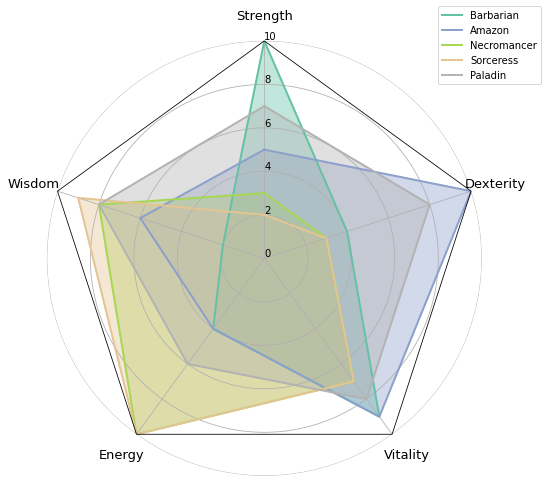 Strength
Barbarian
Amazon
Necromancer
Sorceress
Paladin
10
8
6
4
2
0
Wisdom
Dexterity
Energy
Vitality